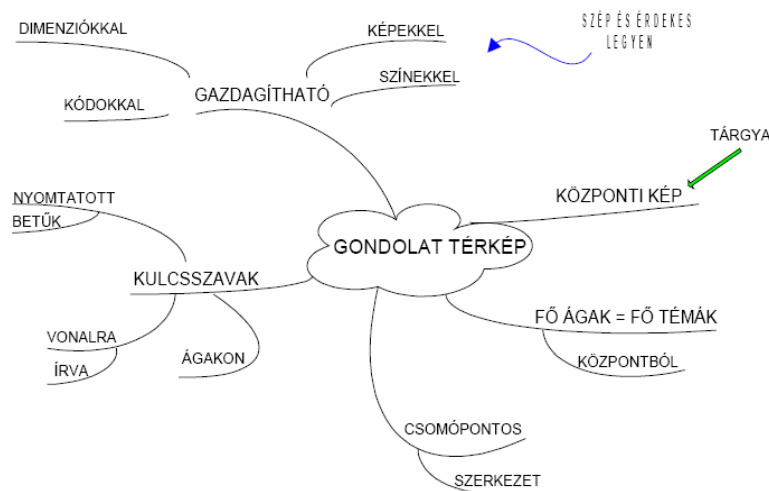 SZÉP ÉS ÉRDEKES
LEGYEN
DIMENZIÓKKAL
KÉPEKKEL
SZÍNEKKEL
GAZDAGÍTHATÓ
KÓDOKKAL
TÁRGYA
KÖZPONTI KÉP
NYOMTATOTT
BETŰK
GONDOLAT TÉRKÉP
KULCSSZAVAK
FŐ ÁGAK = FŐ TÉMÁK
VONALRA
ÍRVA
ÁGAKON
KÖZPONTBÓL
CSOMÓPONTOS
SZERKEZET